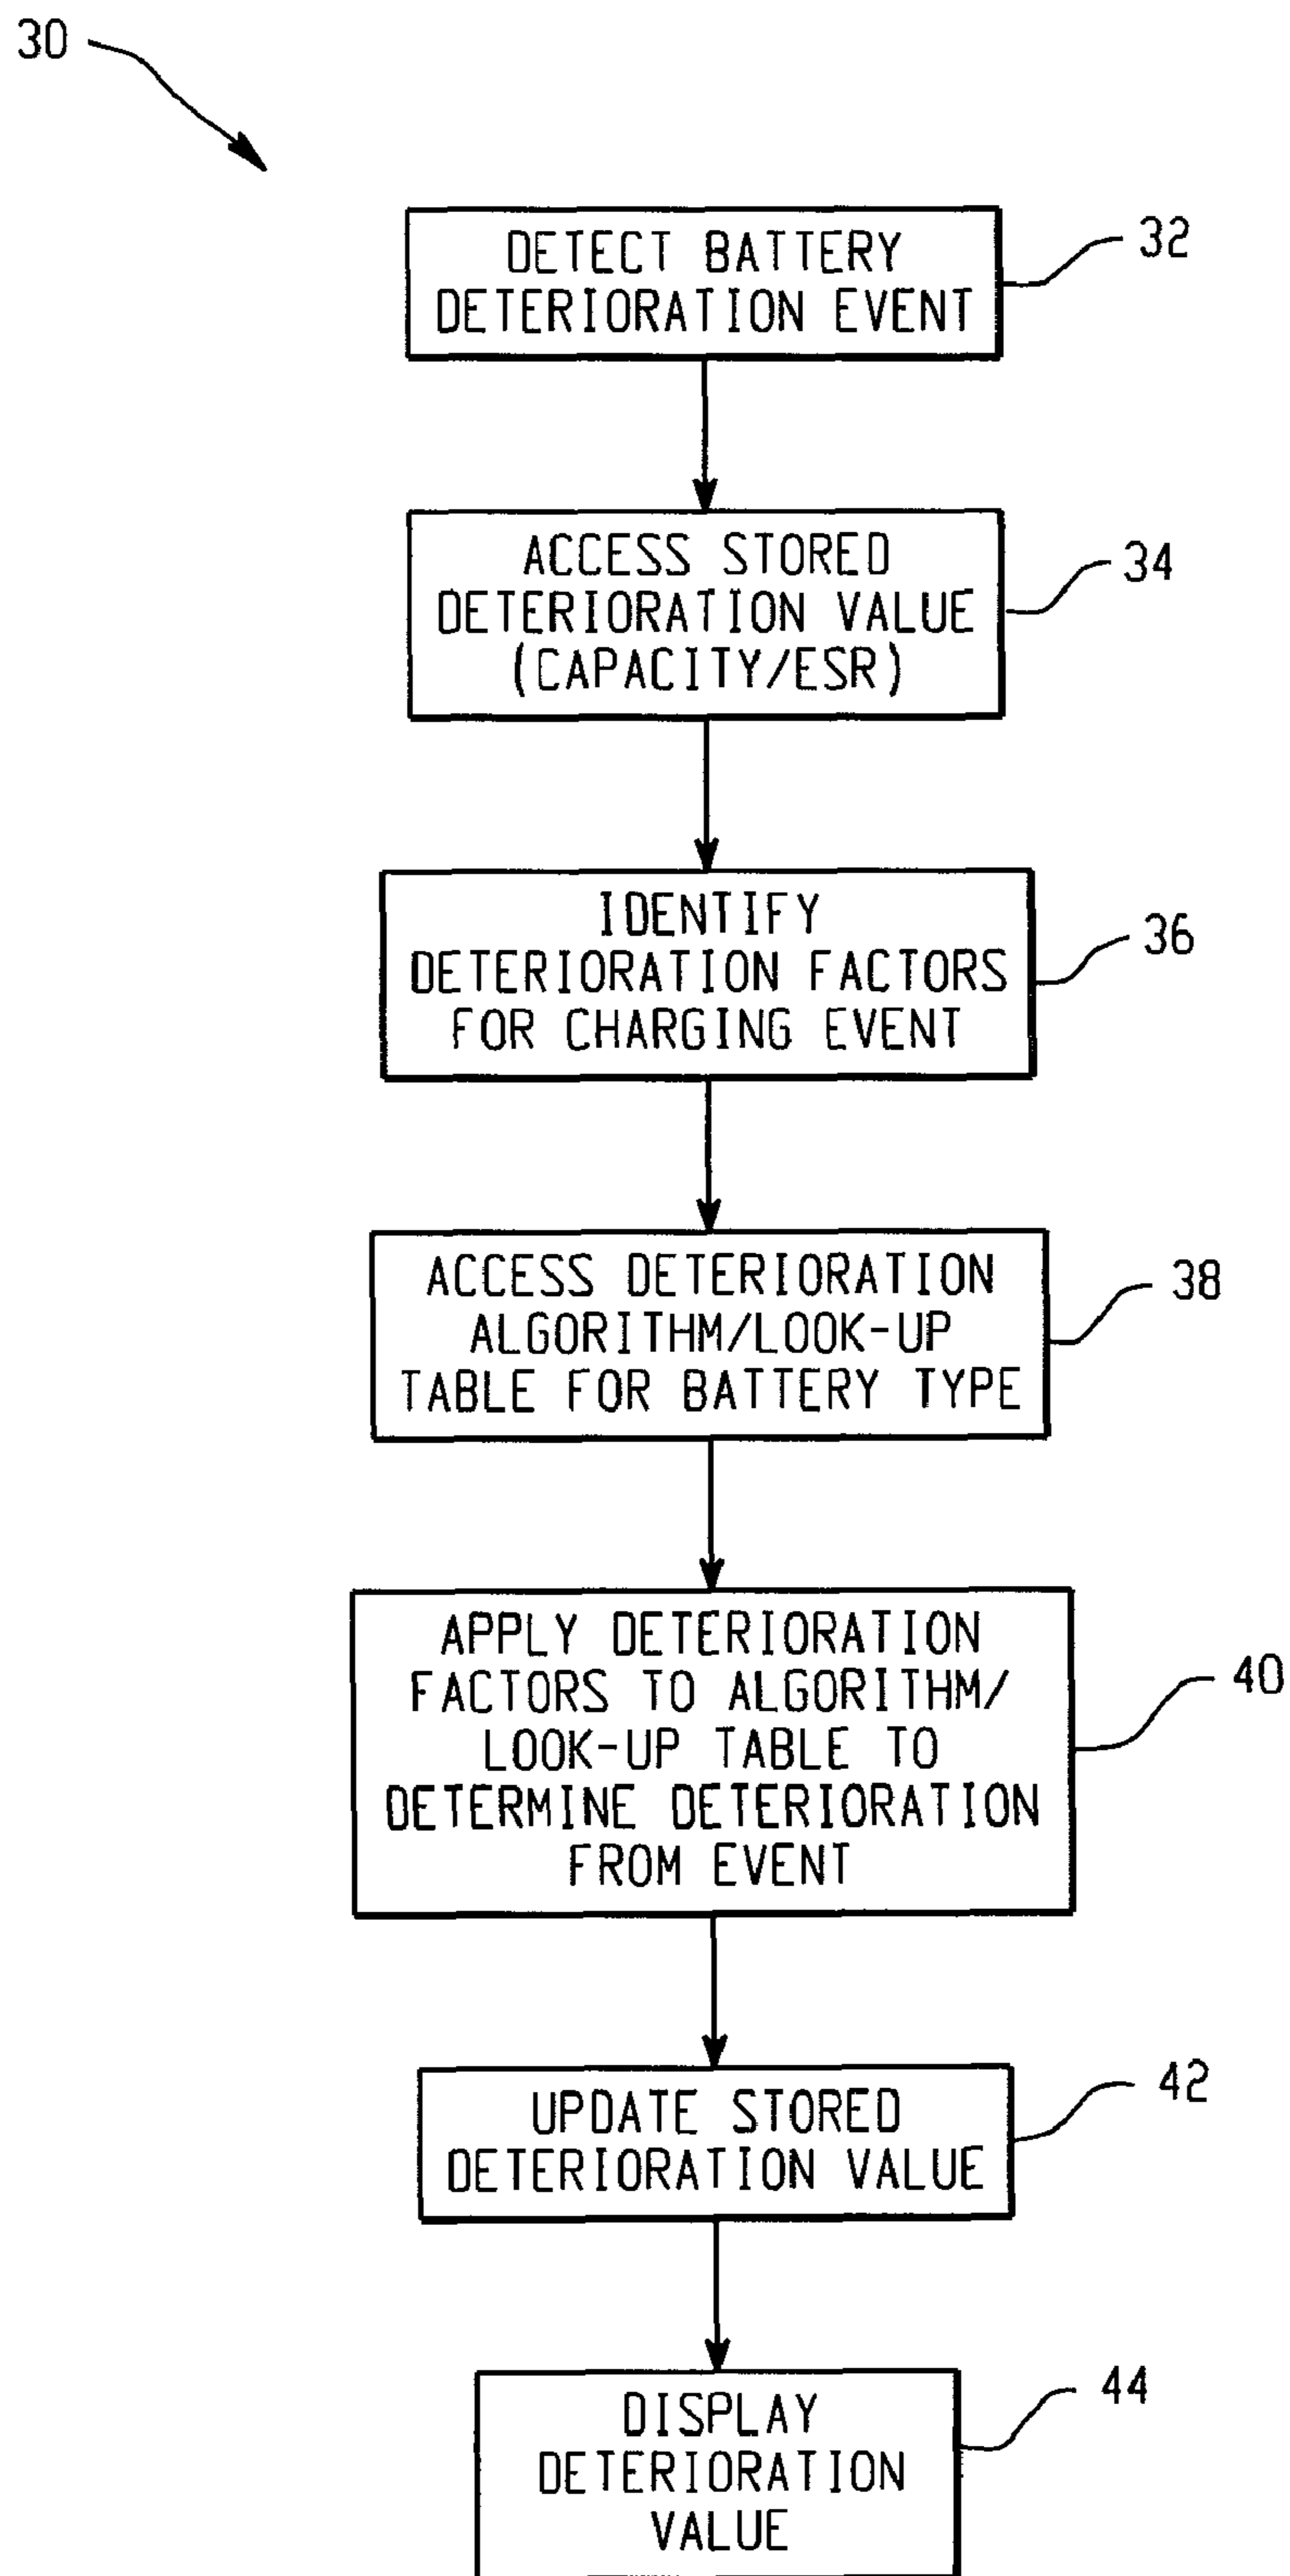 30
DETECT BATTERY
DETERIORATION EVENT
32
ACCESS STORED
DETERIORATION VALUE
(CAPACITY/ESR)
34
IDENTIFY
DETERIORATION FACTORS
FOR CHARGING EVENT
36
ACCESS DETERIORATION
ALGORITHM/LOOK-UP
TABLE FOR BATTERY TYPE
38
APPLY DETERIORATION
FACTORS TO ALGORITHM/
LOOK-UP TABLE TO
DETERMINE DETERIORATION
FROM EVENT
40
UPDATE STORED
DETERIORATION VALUE
42
DISPLAY
DETERIORATION
VALUE
44